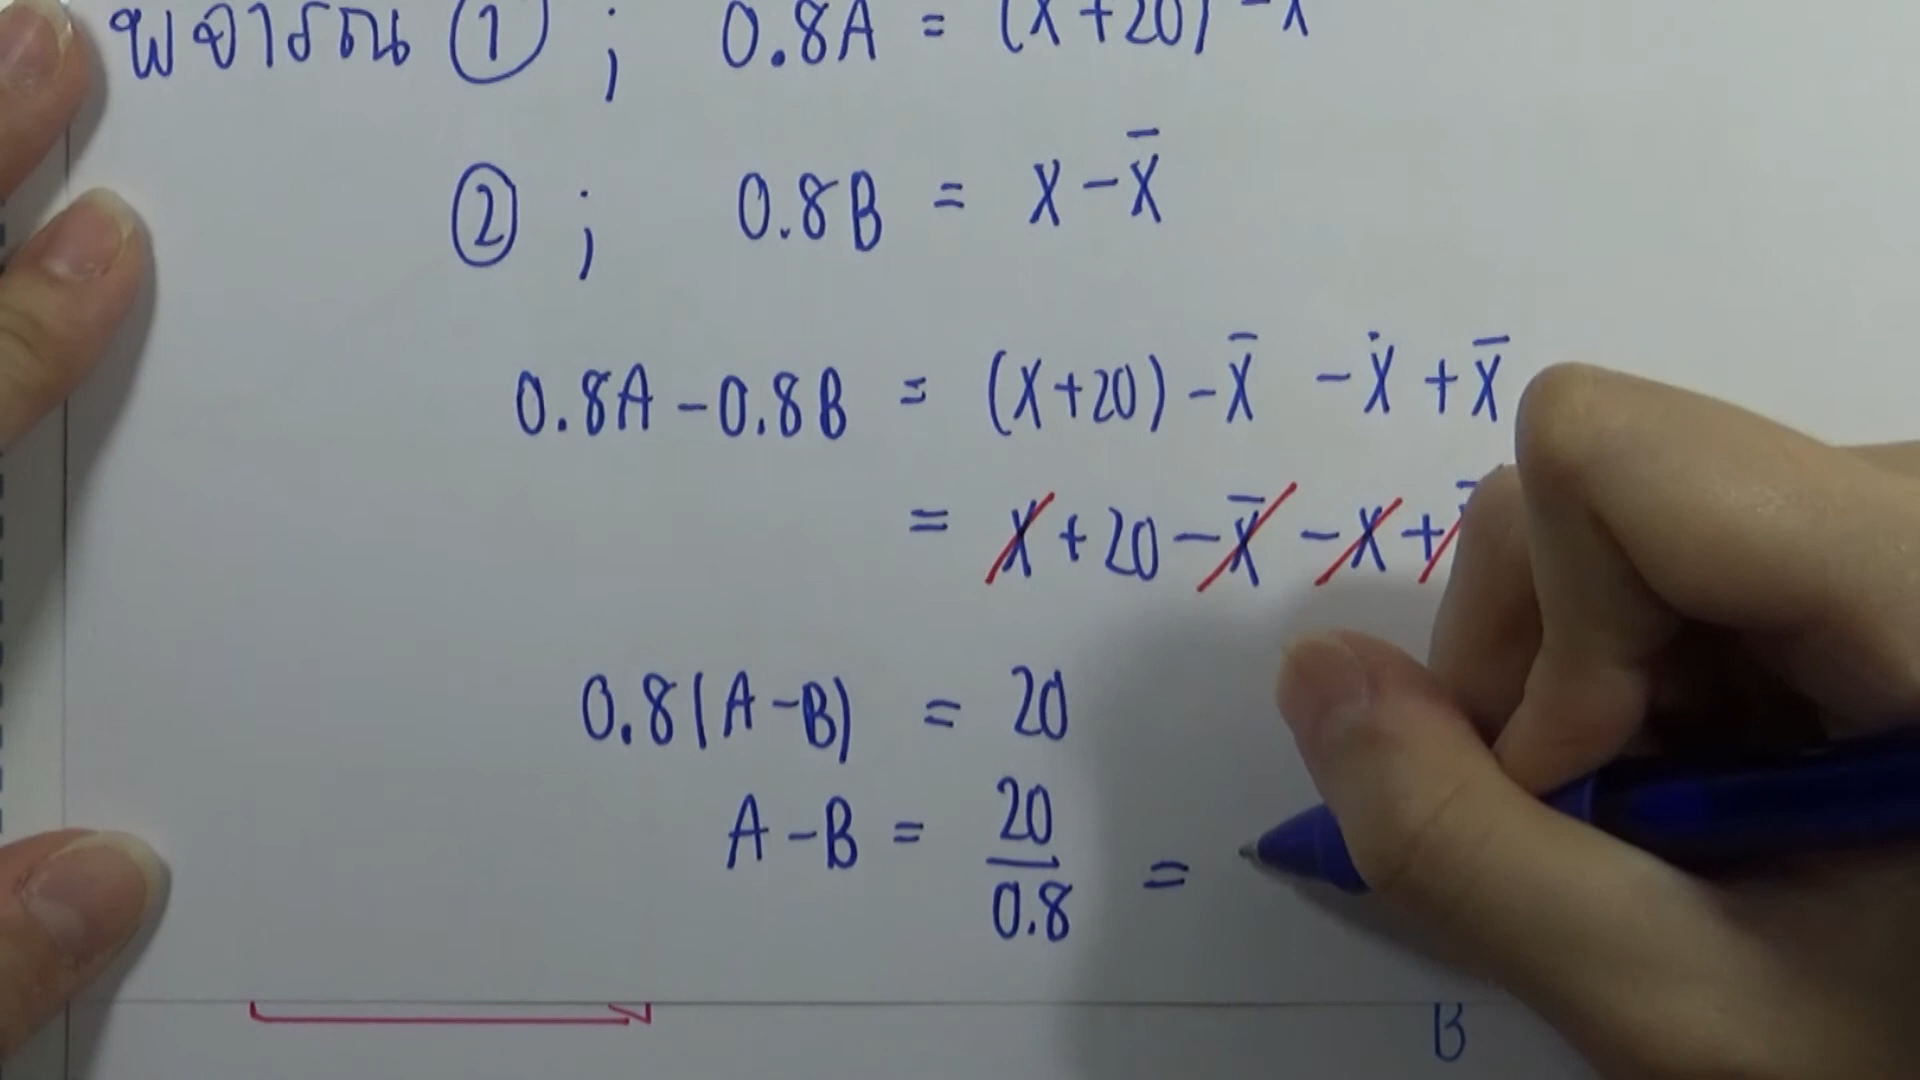 พิจารณา ① ; 0.8A = (X+20) - X
② ; 0.8B = X - X̄
0.8A - 0.8B = (X+20) - X̄ - X + X̄
= X + 20 - X̄ - X +
0.8(A-B) = 20
A - B = 20/0.8 =
B